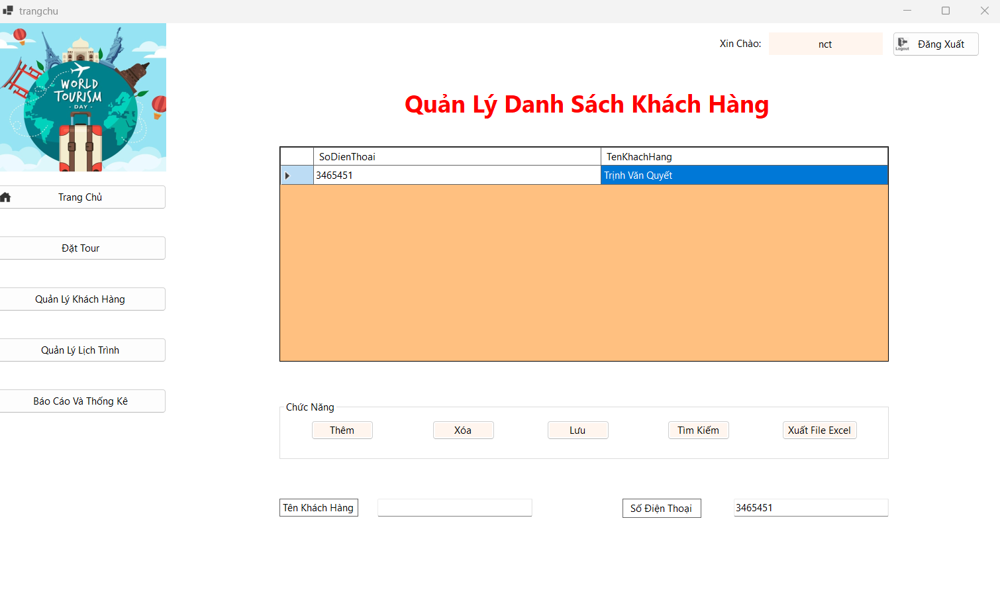 trangchu
Xin Chào: nct Đăng Xuất
Logout
WORLD
TOURISM
- DAY -
Quản Lý Danh Sách Khách Hàng
SoDienThoai TenKhachHang
3465451 Trịnh Văn Quyết
Trang Chủ
Đặt Tour
Quản Lý Khách Hàng
Quản Lý Lịch Trình
Báo Cáo Và Thống Kê
Chức Năng
Thêm Xóa Lưu Tìm Kiếm Xuất File Excel
Tên Khách Hàng Số Điện Thoại 3465451